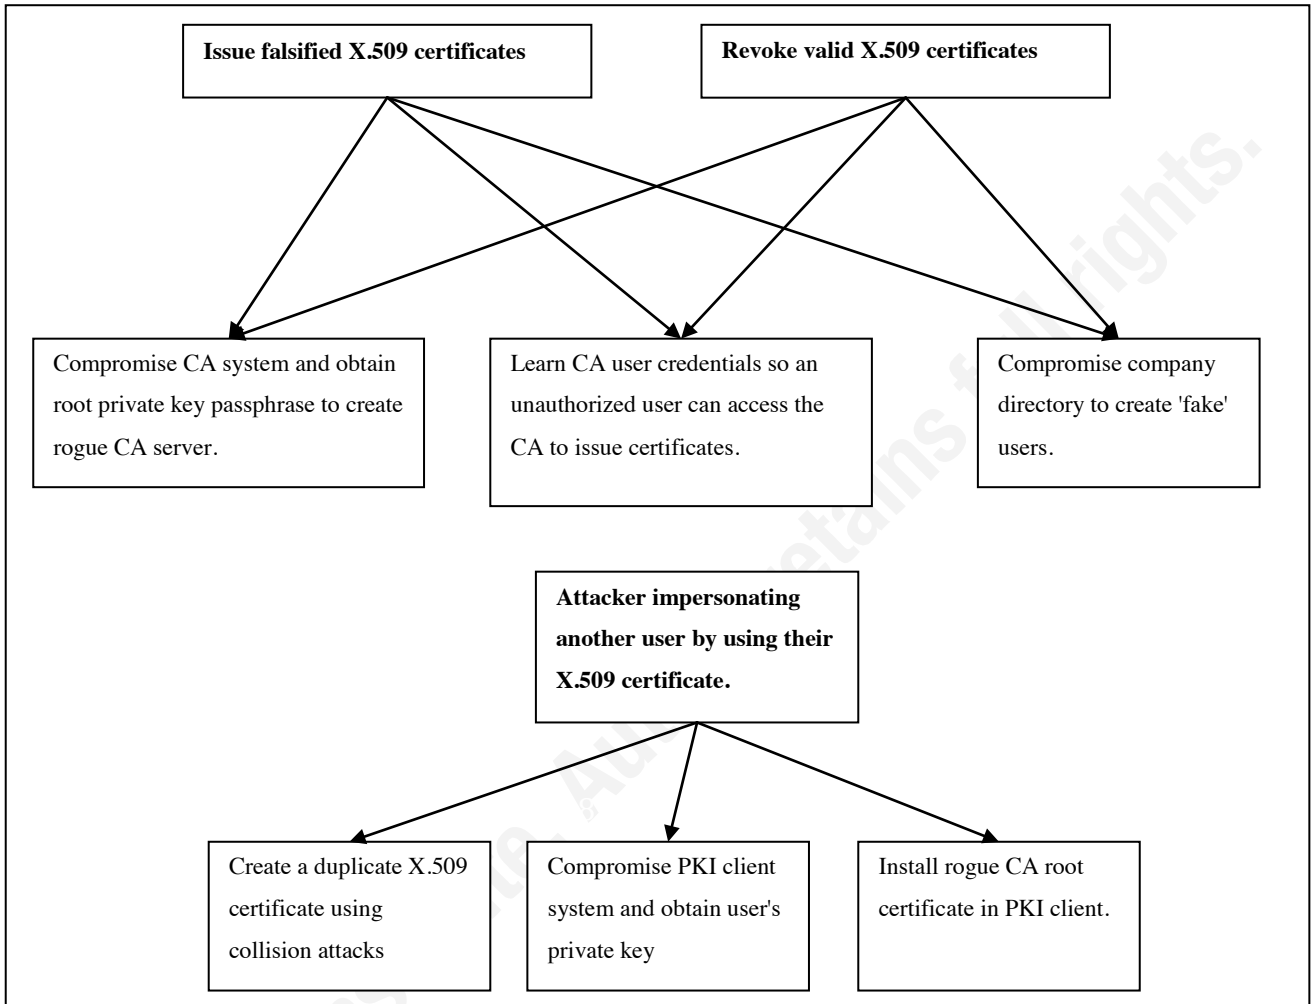 Issue falsified X.509 certificates
Revoke valid X.509 certificates
Compromise CA system and obtain
root private key passphrase to create
rogue CA server.
Learn CA user credentials so an
unauthorized user can access the
CA to issue certificates.
Compromise company
directory to create 'fake'
users.
Attacker impersonating
another user by using their
X.509 certificate.
Create a duplicate X.509
certificate using
collision attacks
Compromise PKI client
system and obtain user's
private key
Install rogue CA root
certificate in PKI client.